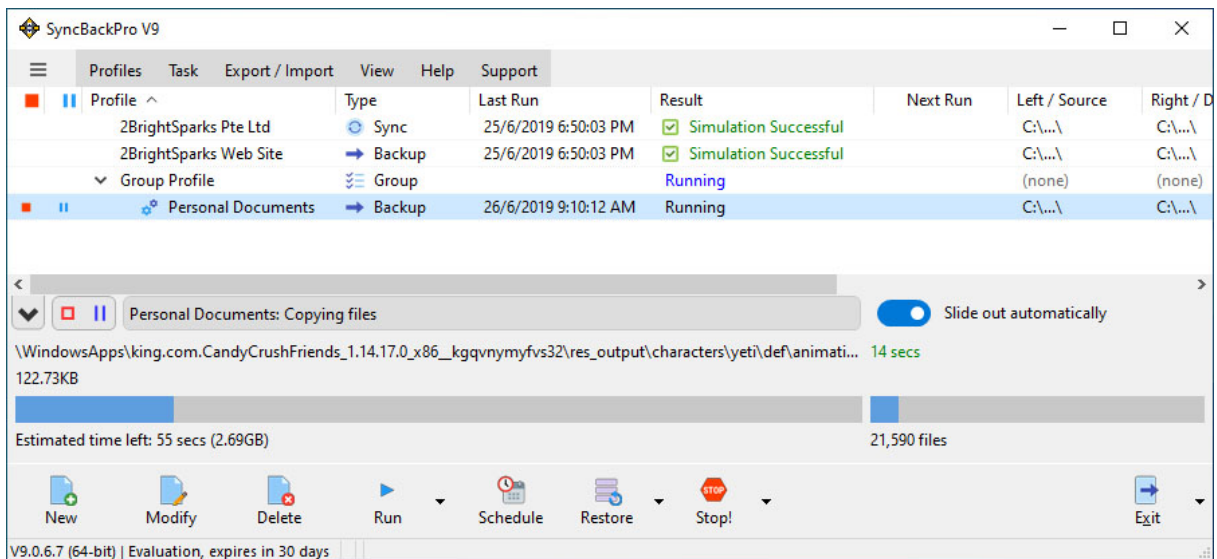 SyncBackPro V9
Profiles Task Export / Import View Help Support
Profile Type Last Run Result Next Run Left / Source Right / D
2BrightSparks Pte Ltd Sync 25/6/2019 6:50:03 PM Simulation Successful C:\...\ C:\...\
2BrightSparks Web Site Backup 25/6/2019 6:50:03 PM Simulation Successful C:\...\ C:\...\
Group Profile Group Running (none) (none)
Personal Documents Backup 26/6/2019 9:10:12 AM Running C:\...\ C:\...\
Personal Documents: Copying files Slide out automatically
\WindowsApps\king.com.CandyCrushFriends_1.14.17.0_x86__kgqvnymyfvs32\res_output\characters\yeti\def\animati... 14 secs
122.73KB
Estimated time left: 55 secs (2.69GB) 21,590 files
STOP
New Modify Delete Run Schedule Restore Stop! Exit
V9.0.6.7 (64-bit) | Evaluation, expires in 30 days